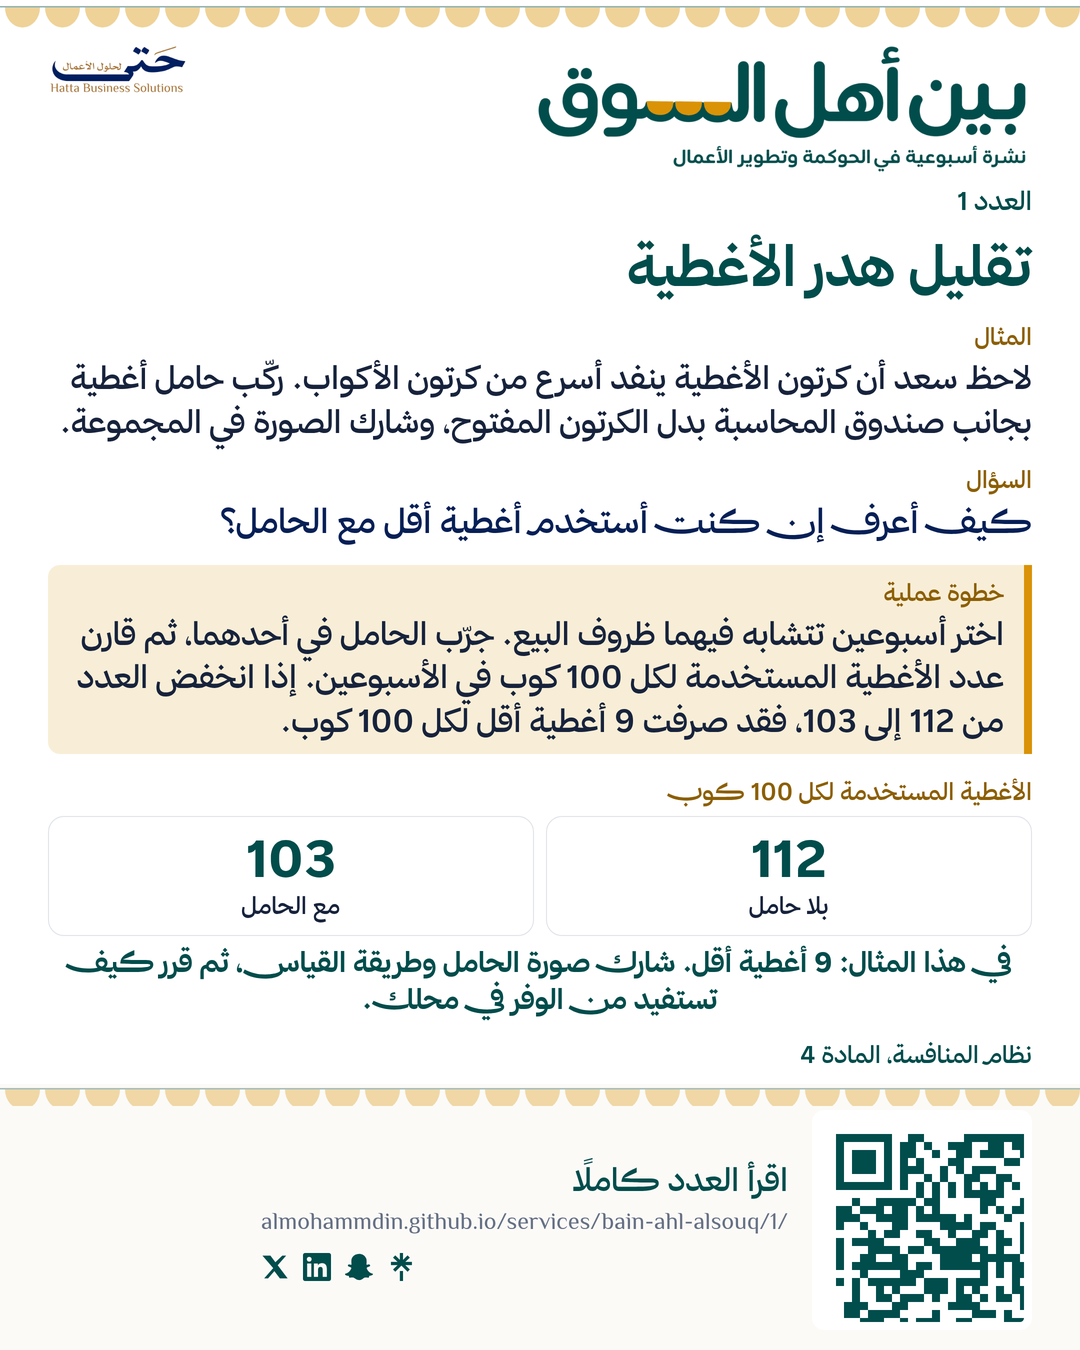 حتى
لحلول الأعمال
Hatta Business Solutions
بين أهل السوق
نشرة أسبوعية في الحوكمة وتطوير الأعمال
العدد 1
تقليل هدر الأغطية
المثال
لاحظ سعد أن كرتون الأغطية ينفد أسرع من كرتون الأكواب. ركّب حامل أغطية
بجانب صندوق المحاسبة بدل الكرتون المفتوح، وشارك الصورة في المجموعة.
السؤال
كيف أعرف إن كنت أستخدم أغطية أقل مع الحامل؟
خطوة عملية
اختر أسبوعين تتشابه فيهما ظروف البيع. جرّب الحامل في أحدهما، ثم قارن
عدد الأغطية المستخدمة لكل 100 كوب في الأسبوعين. إذا انخفض العدد
من 112 إلى 103، فقد صرفت 9 أغطية أقل لكل 100 كوب.
الأغطية المستخدمة لكل 100 كوب
112
بلا حامل
103
مع الحامل
في هذا المثال: 9 أغطية أقل. شارك صورة الحامل وطريقة القياس، ثم قرر كيف
تستفيد من الوفر في محلك.
نظام المنافسة، المادة 4
اقرأ العدد كاملًا
almohammdin.github.io/services/bain-ahl-alsouq/1/